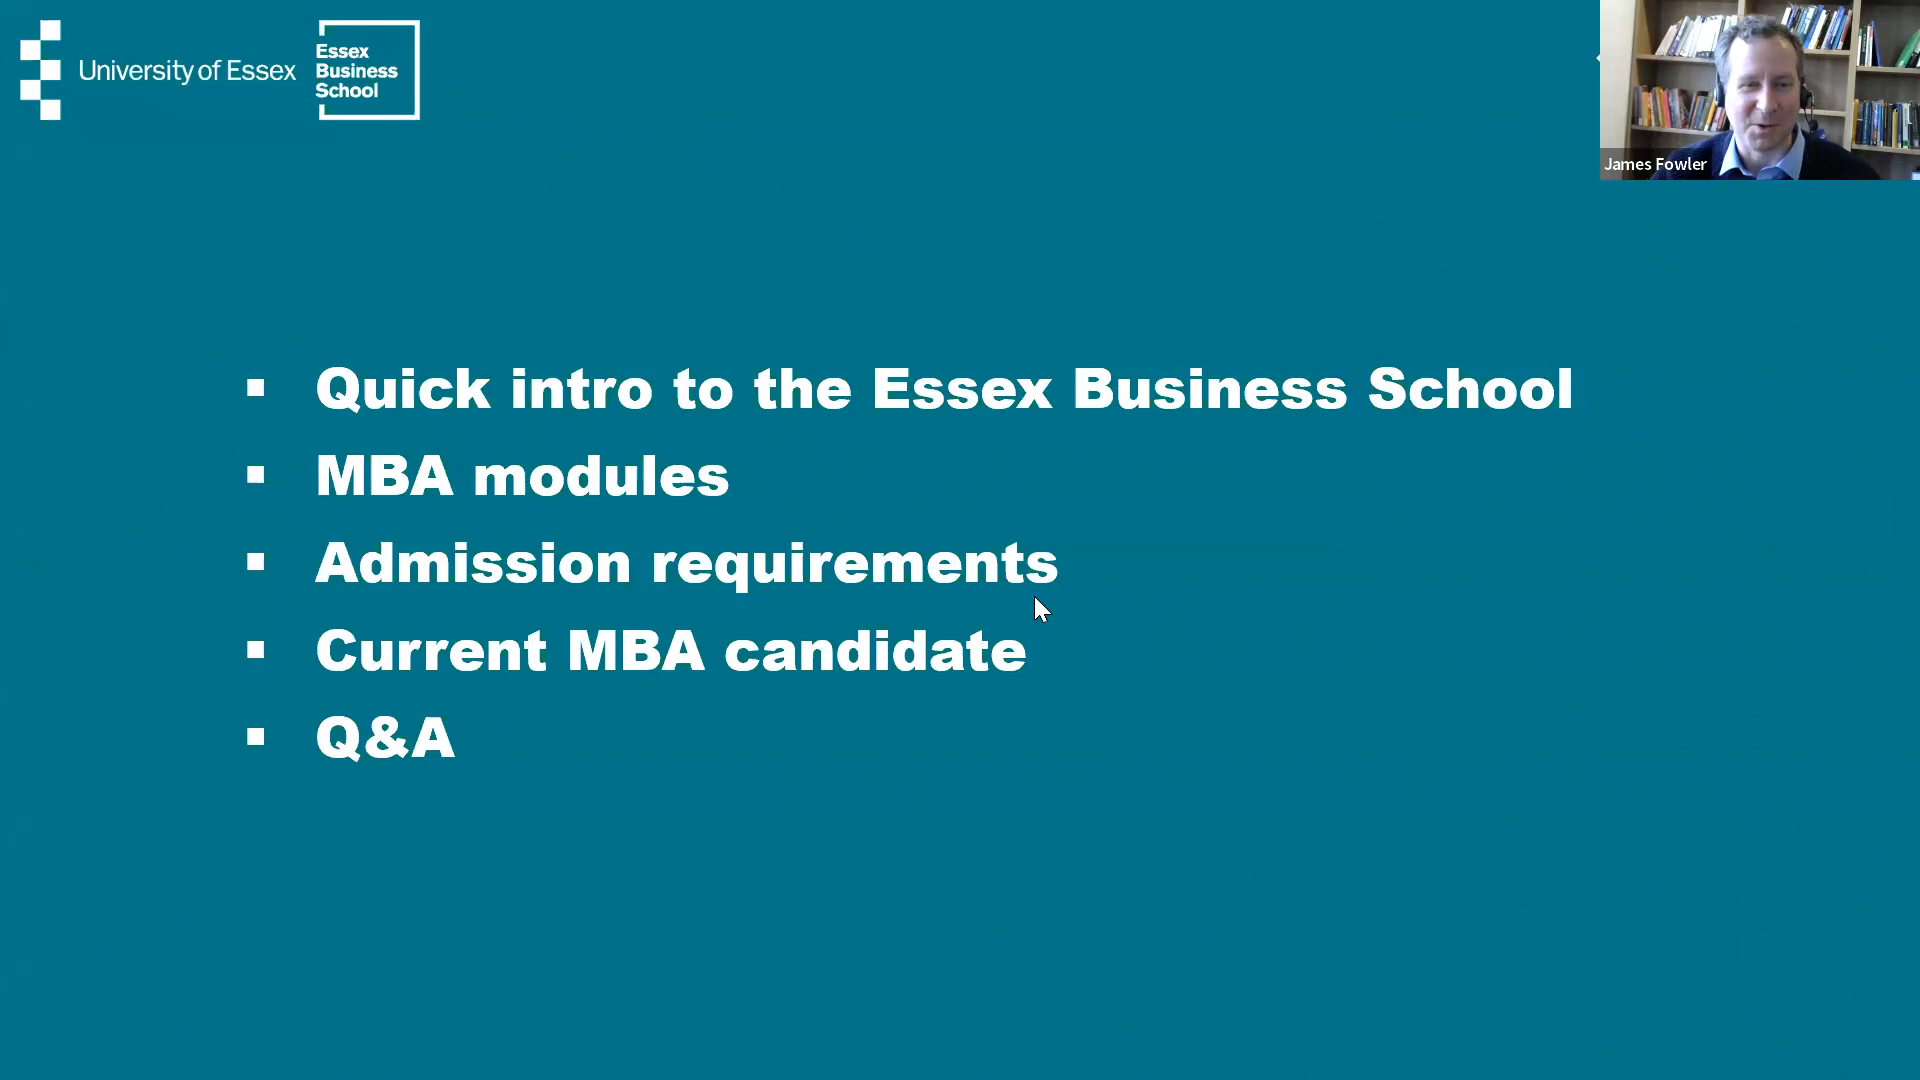 University of Essex
Essex
Business
School
James Fowler
▪ Quick intro to the Essex Business School
▪ MBA modules
▪ Admission requirements
▪ Current MBA candidate
▪ Q&A